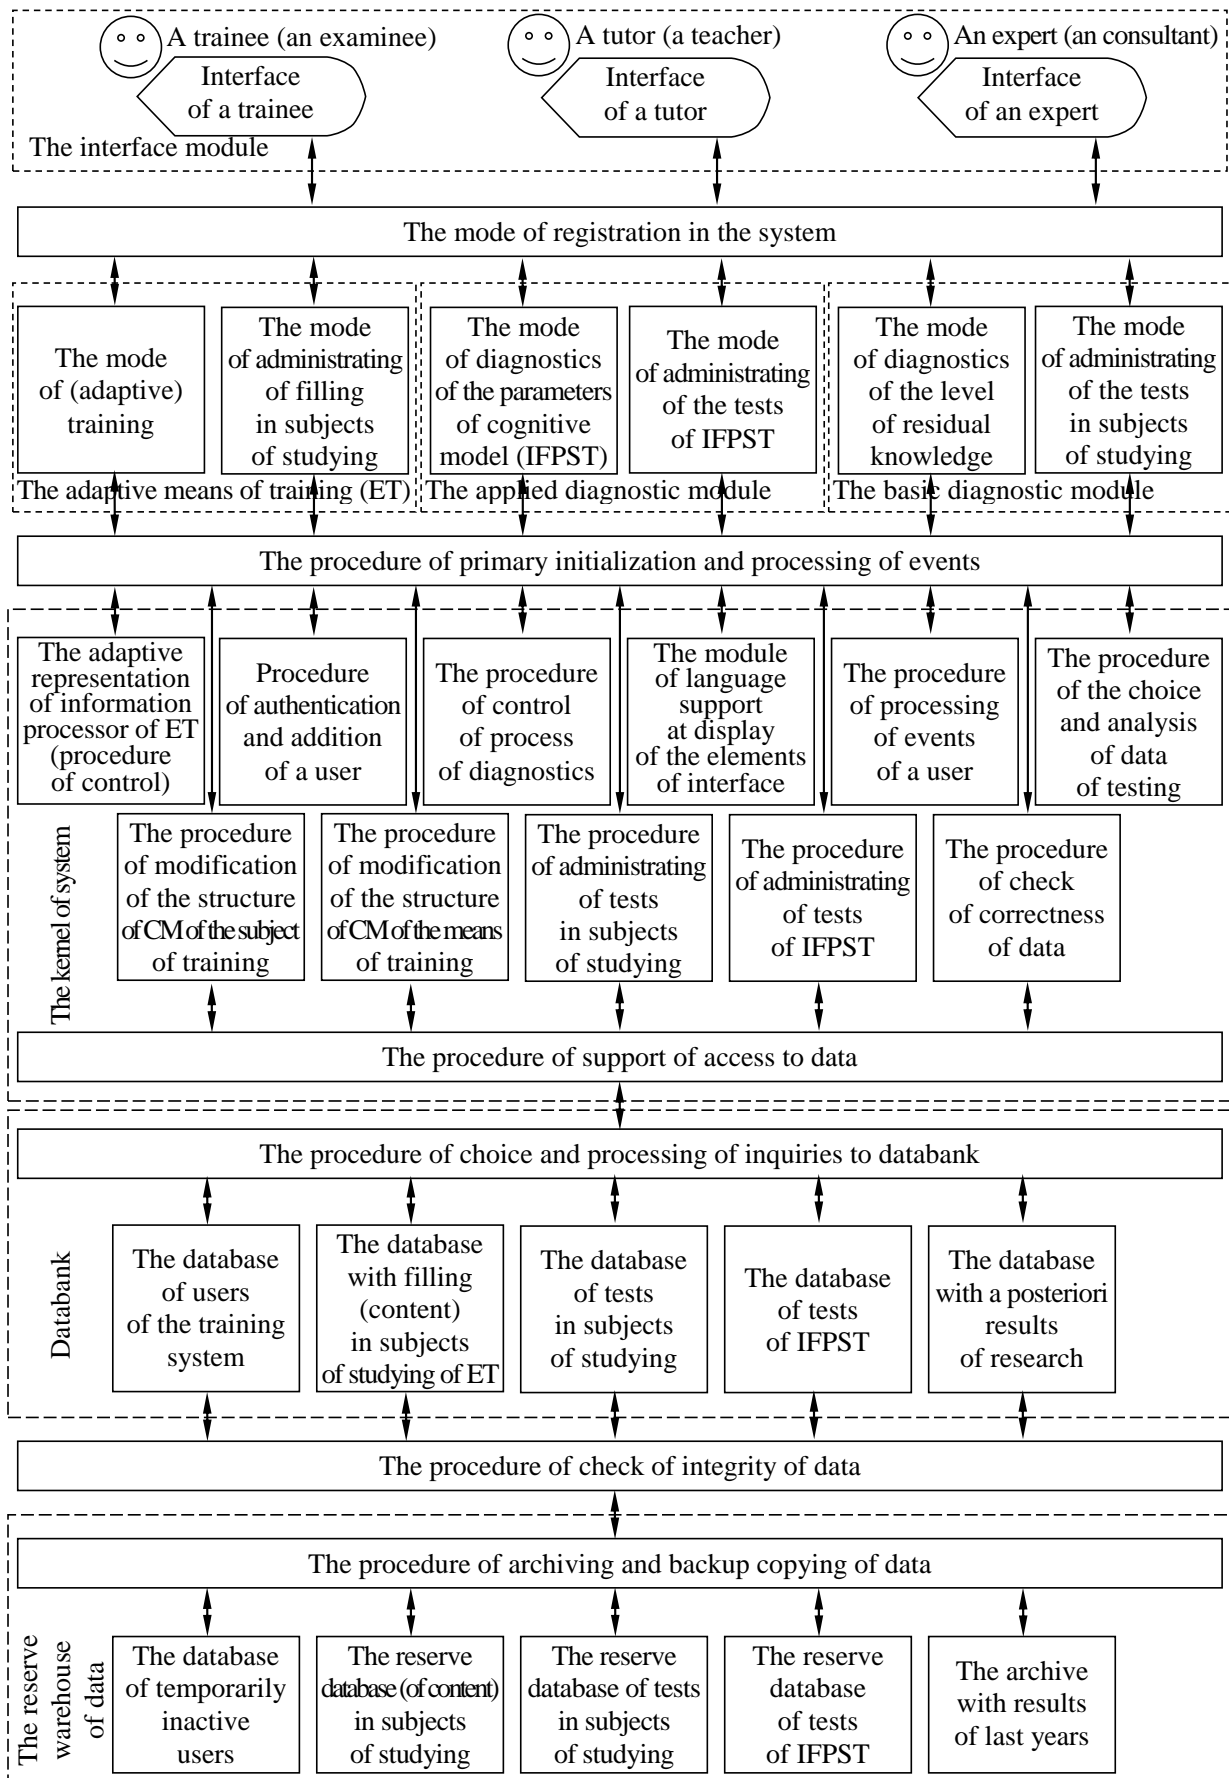 A trainee (an examinee)
Interface
of a trainee
A tutor (a teacher)
Interface
of a tutor
An expert (an consultant)
Interface
of an expert
The interface module
The mode of registration in the system
The mode
of (adaptive)
training
The mode
of administrating
of filling
in subjects
of studying
The adaptive means of training (ET)
The mode
of diagnostics
of the parameters
of cognitive
model (IFPST)
The mode
of administrating
of the tests
of IFPST
The applied diagnostic module
The mode
of diagnostics
of the level
of residual
knowledge
The mode
of administrating
of the tests
in subjects
of studying
The basic diagnostic module
The procedure of primary initialization and processing of events
The kernel of system
The adaptive
representation
of information
processor of ET
(procedure
of control)
Procedure
of authentication
and addition
of a user
The procedure
of control
of process
of diagnostics
The module
of language
support
at display
of the elements
of interface
The procedure
of processing
of events
of a user
The procedure
of the choice
and analysis
of data
of testing
The procedure
of modification
of the structure
of CM of the subject
of training
The procedure
of modification
of the structure
of CM of the means
of training
The procedure
of administrating
of tests
in subjects
of studying
The procedure
of administrating
of tests
of IFPST
The procedure
of check
of correctness
of data
The procedure of support of access to data
Databank
The procedure of choice and processing of inquiries to databank
The database
of users
of the training
system
The database
with filling
(content)
in subjects
of studying of ET
The database
of tests
in subjects
of studying
The database
of tests
of IFPST
The database
with a posteriori
results
of research
The procedure of check of integrity of data
The reserve
warehouse
of data
The procedure of archiving and backup copying of data
The database
of temporarily
inactive
users
The reserve
database (of content)
in subjects
of studying
The reserve
database of tests
in subjects
of studying
The reserve
database
of tests
of IFPST
The archive
with results
of last years